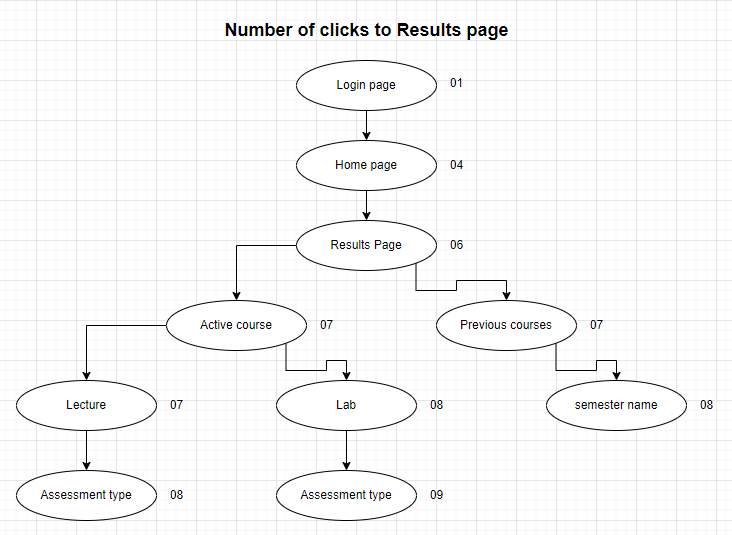 Number of clicks to Results page
Login page 01
Home page 04
Results Page 06
Active course 07 Previous courses 07
Lecture 07 Lab 08 semester name 08
Assessment type 08 Assessment type 09